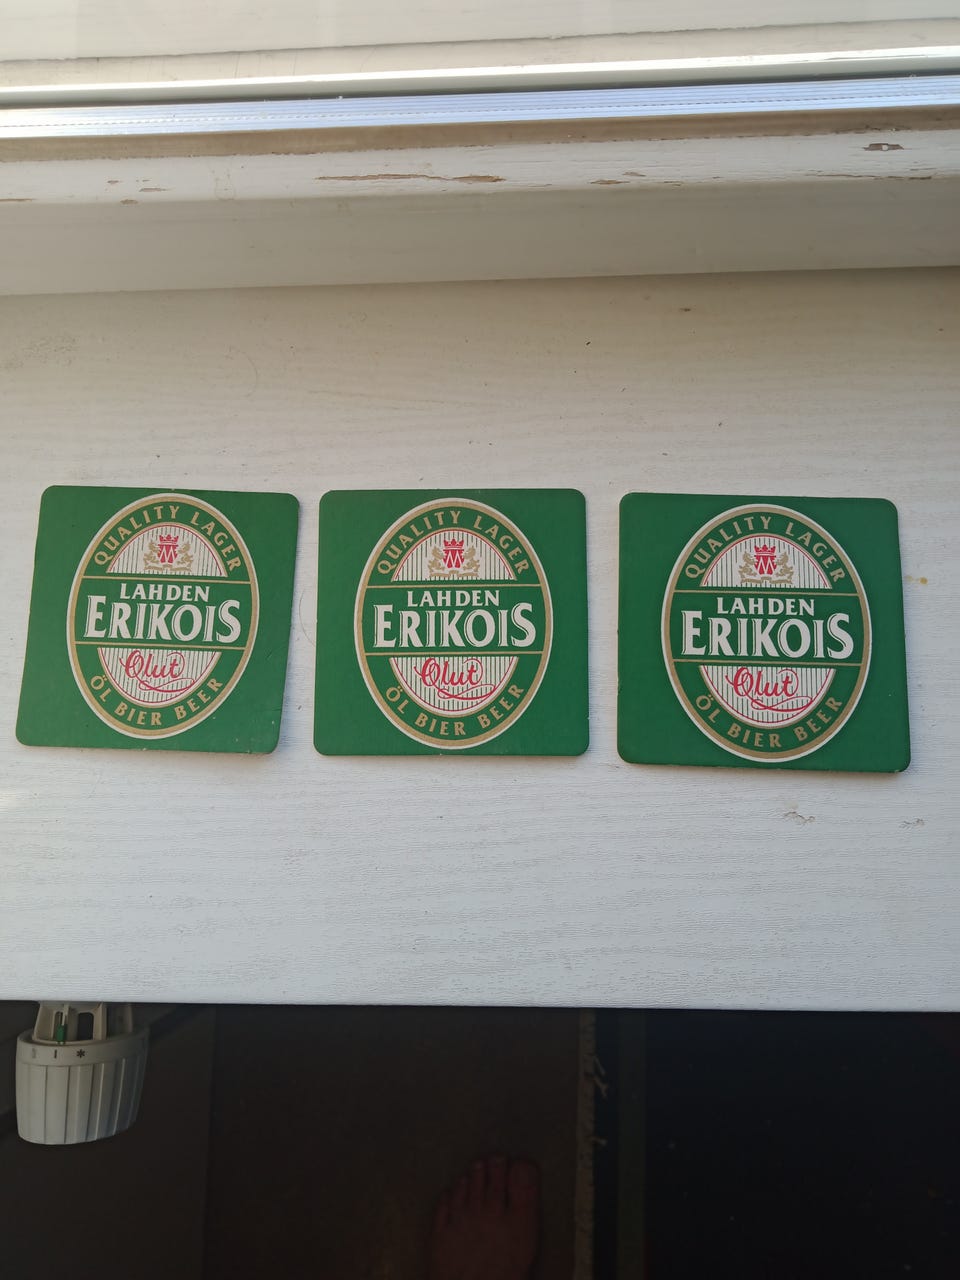 QUALITY LAGER
LAHDEN
ERIKOIS
Olut
ÖL BIER BEER
QUALITY LAGER
LAHDEN
ERIKOIS
Olut
ÖL BIER BEER
QUALITY LAGER
LAHDEN
ERIKOIS
Olut
ÖL BIER BEER
I *